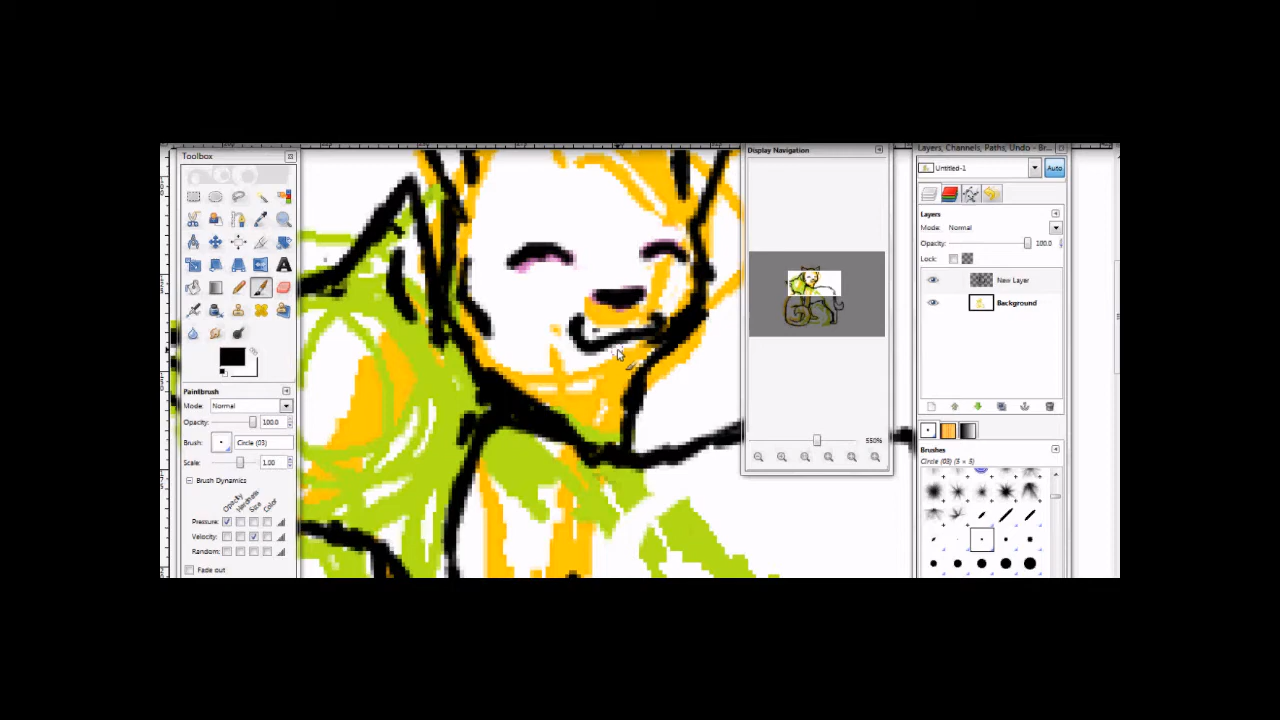 Toolbox
Display Navigation
Layers, Channels, Paths, Undo - Br...
Untitled-1
Auto
Layers
Mode: Normal
Opacity: 100.0
Lock:
New Layer
Background
Paintbrush
Mode: Normal
Opacity: 100.0
Brush: Circle (03)
Scale: 1.00
Brush Dynamics
Opacity
Hardness
Size
Color
Pressure:
Velocity:
Random:
Fade out
550%
Brushes
Circle (03) (5 × 5)